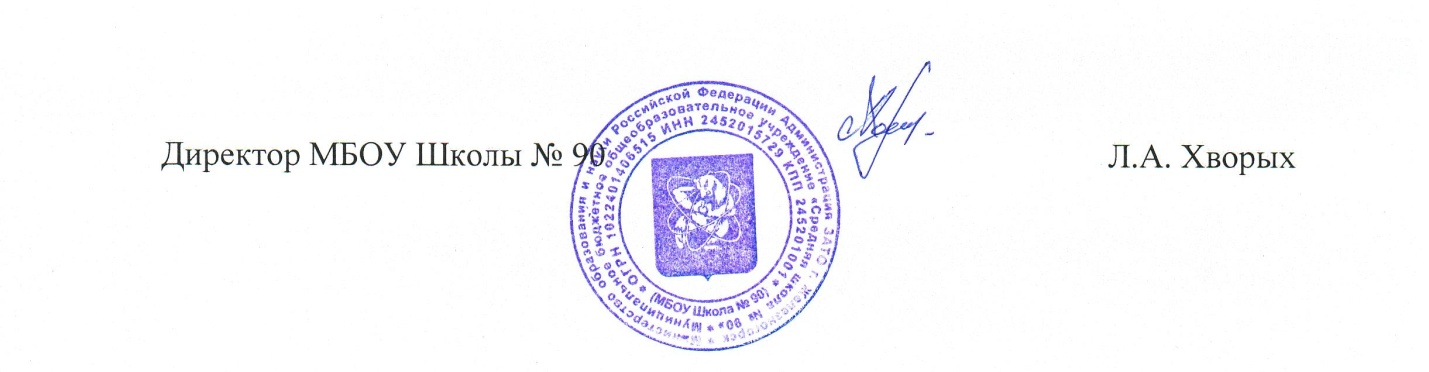 Директор МБОУ Школы № 90
Л.А. Хворых
Министерство образования и науки Российской Федерации Администрация ЗАТО г. Железногорск *
Муниципальное бюджетное общеобразовательное учреждение «Средняя школа № 90» *
* ОГРН 1022401406515 ИНН 2452015729 КПП 245201001 *
(МБОУ Школа № 90)